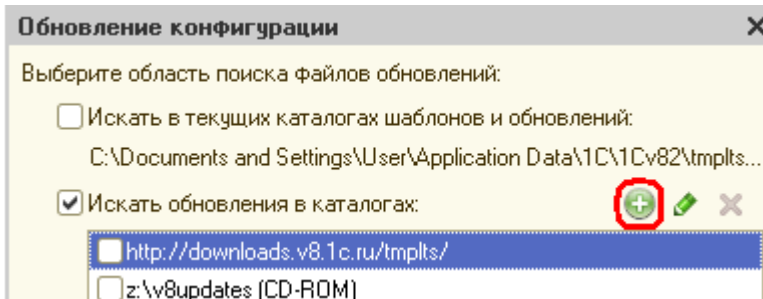 Обновление конфигурации
Выберите область поиска файлов обновлений:
Искать в текущих каталогах шаблонов и обновлений:
C:\Documents and Settings\User\Application Data\1C\1Cv82\tmplts...
Искать обновления в каталогах:
http://downloads.v8.1c.ru/tmplts/
z:\v8updates (CD-ROM)